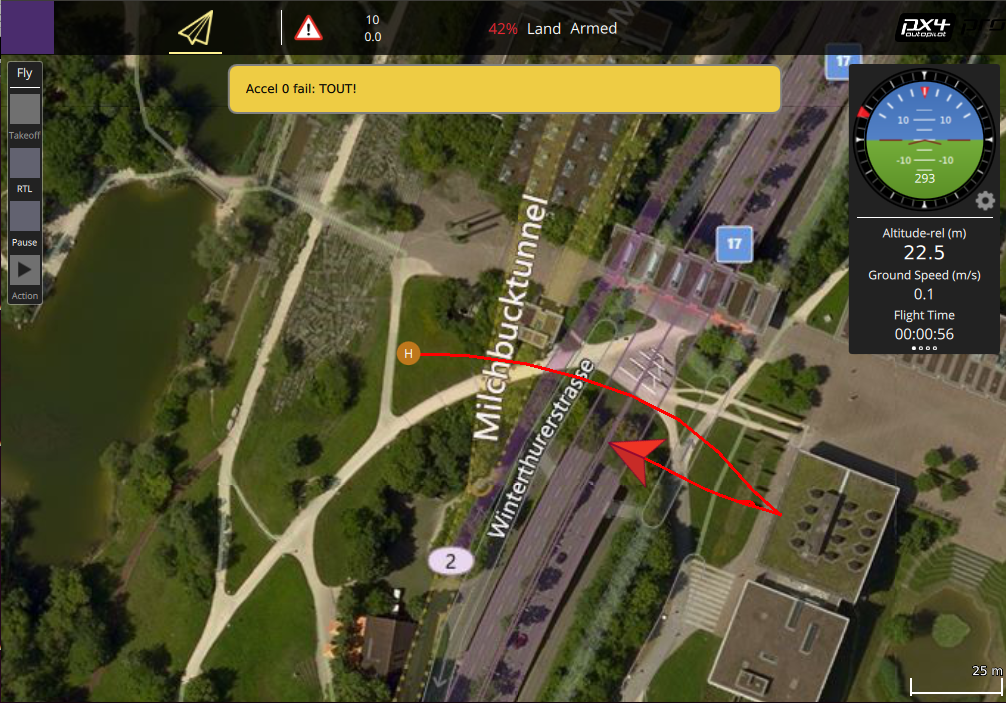 10
0.0
42% Land Armed
px4
autopilot
Fly
Takeoff
RTL
Pause
Action
Accel 0 fail: TOUT!
17
17
10 10
-10 -10
293
Altitude-rel (m)
22.5
Ground Speed (m/s)
0.1
Flight Time
00:00:56
Milchbucktunnel
H
Winterthurerstrasse
2
25 m